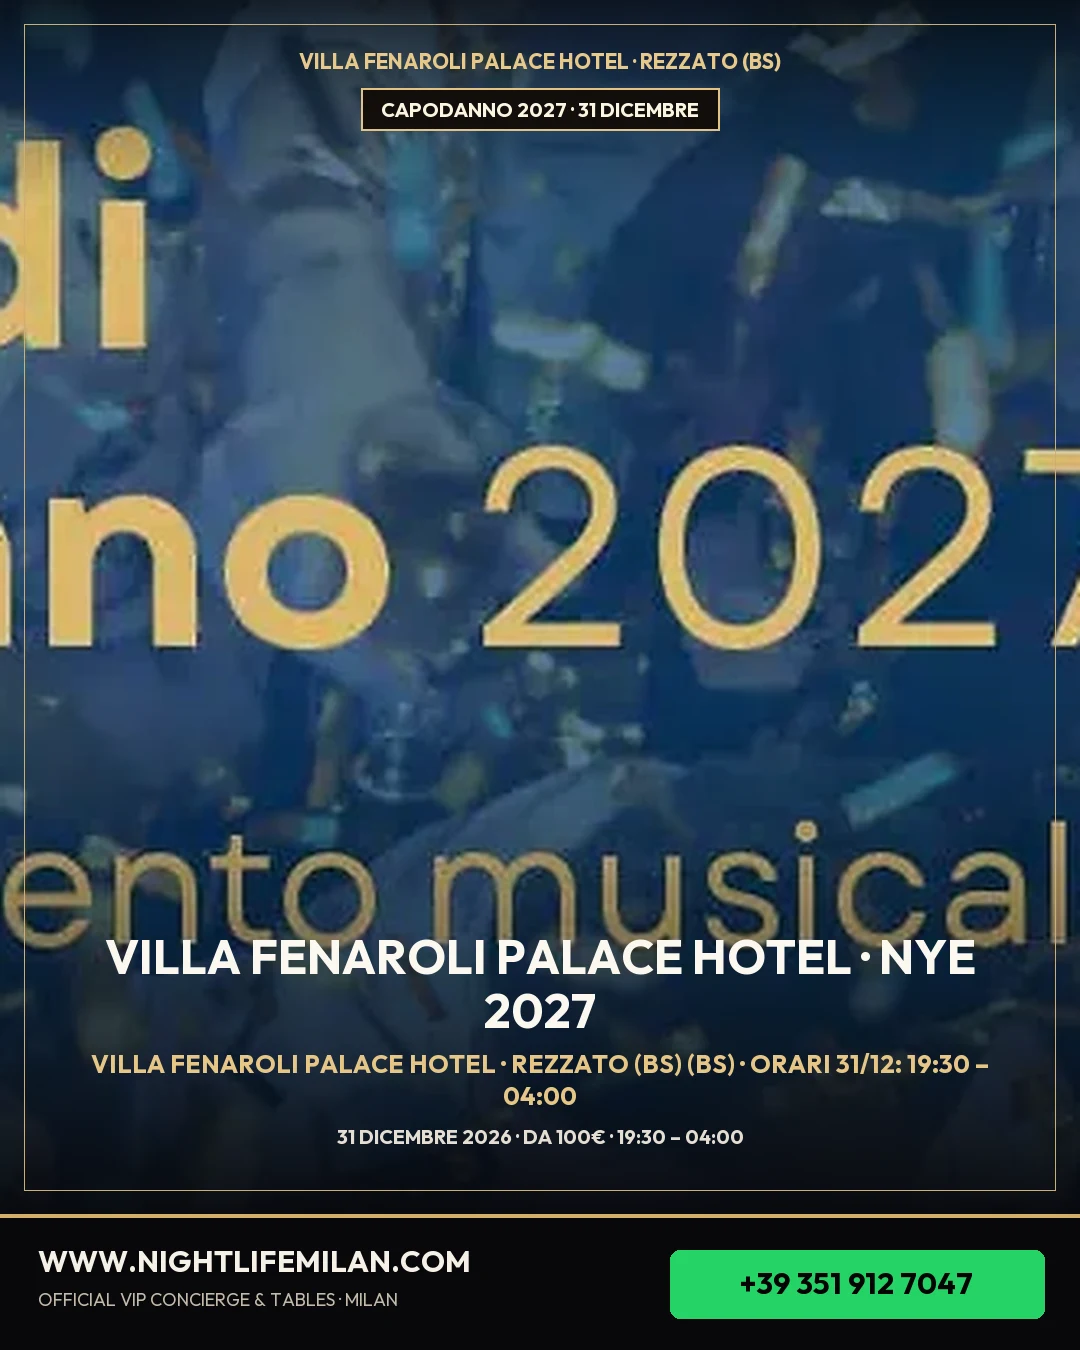 VILLA FENAROLI PALACE HOTEL · REZZATO (BS)
CAPODANNO 2027 · 31 DICEMBRE
di
nno 2027
ento musical
VILLA FENAROLI PALACE HOTEL · NYE
2027
VILLA FENAROLI PALACE HOTEL · REZZATO (BS) (BS) · ORARI 31/12: 19:30 –
04:00
31 DICEMBRE 2026 · DA 100€ · 19:30 – 04:00
WWW.NIGHTLIFEMILAN.COM
OFFICIAL VIP CONCIERGE & TABLES · MILAN
+39 351 912 7047